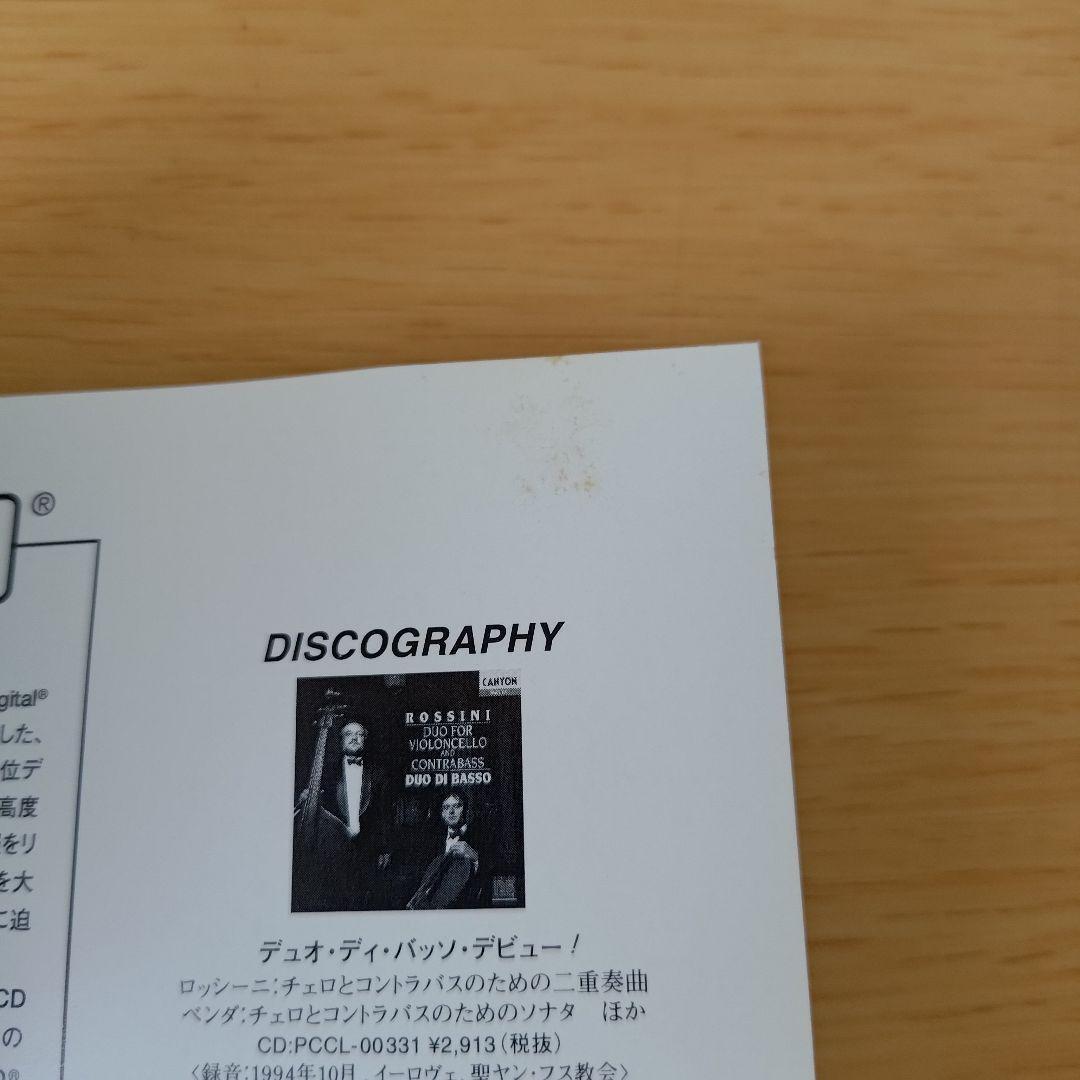 ®
gital®
した、
位デ
高度
をリ
を大
に迫
CD
の
DISCOGRAPHY
CANYON
ROSSINI
DUO FOR
VIOLONCELLO
AND
CONTRABASS
DUO DI BASSO
デュオ・ディ・バッソ・デビュー!
ロッシーニ:チェロとコントラバスのための二重奏曲
ベンダ:チェロとコントラバスのためのソナタ ほか
CD:PCCL-00331 ¥2,913(税抜)
〈録音:1994年10月、イーロヴェ、聖ヤン・フス教会〉